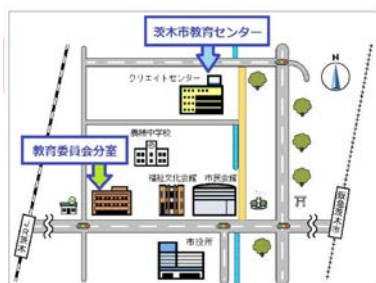 茨木市教育センター
N
クリエイトセンター
養精中学校
教育委員会分室
福祉文化会館
市民会館
JR茨木
阪急茨木市
市役所